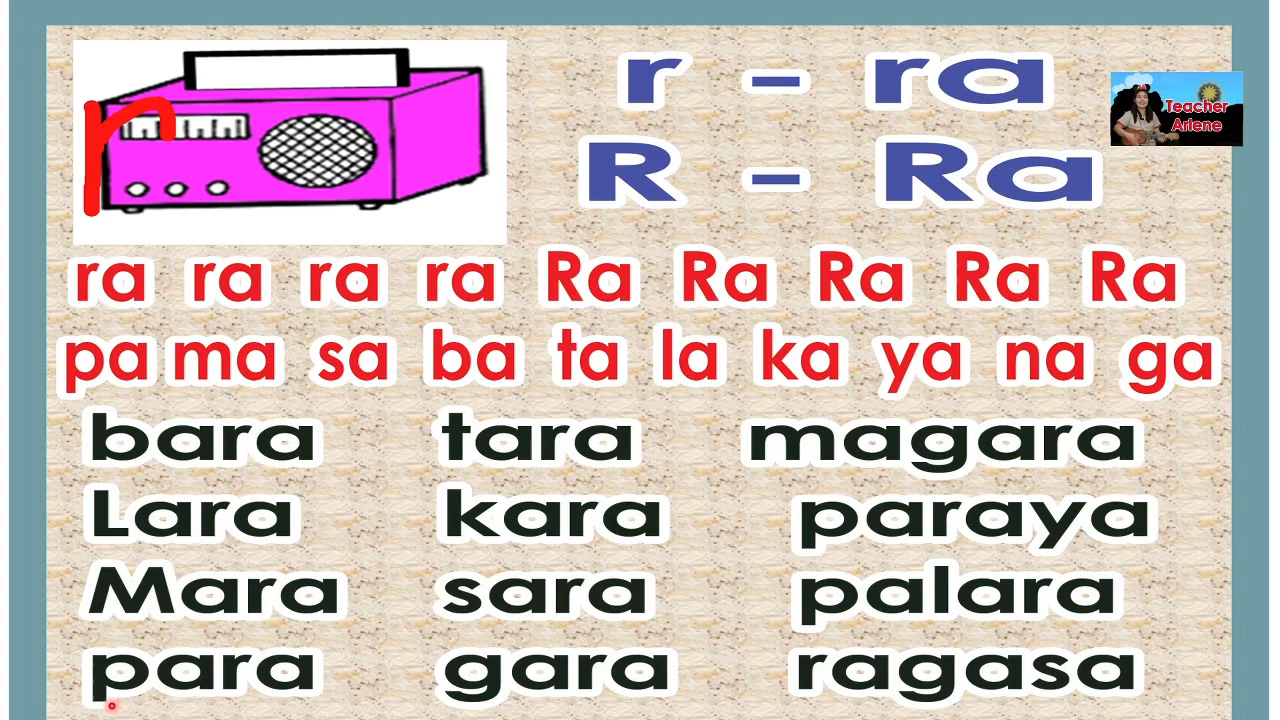 r
r - ra
Teacher
Arlene
R - Ra
ra ra ra ra Ra Ra Ra Ra Ra
pa ma sa ba ta la ka ya na ga
bara tara magara
Lara kara paraya
Mara sara palara
para gara ragasa